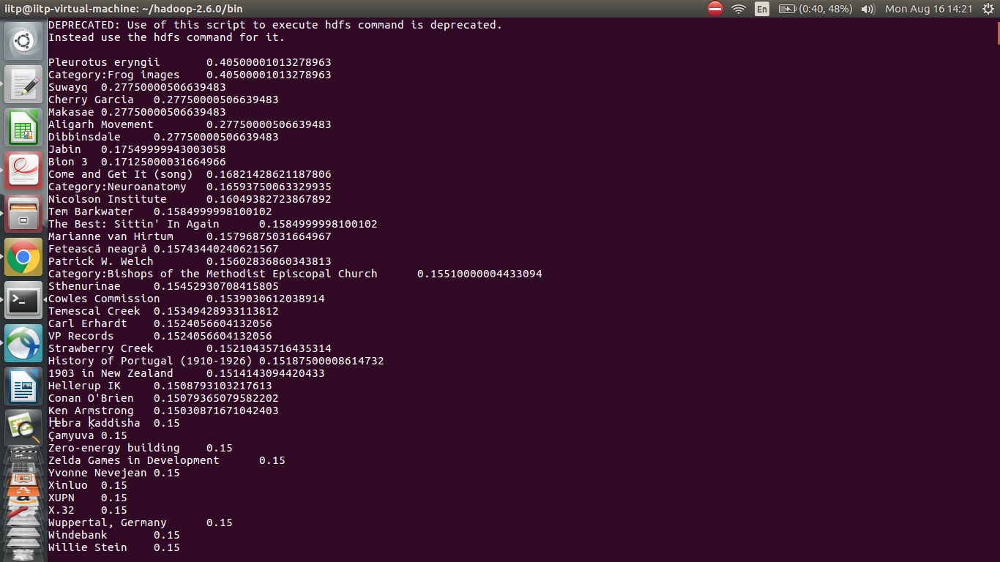 iitp@iitp-virtual-machine: ~/hadoop-2.6.0/bin
En
(0:40, 48%)
Mon Aug 16 14:21
DEPRECATED: Use of this script to execute hdfs command is deprecated.
Instead use the hdfs command for it.
Pleurotus eryngii 0.40500001013278963
Category:Frog images 0.40500001013278963
Suwayq 0.27750000506639483
Cherry Garcia 0.27750000506639483
Makasae 0.27750000506639483
Aligarh Movement 0.27750000506639483
Dibbinsdale 0.27750000506639483
Jabin 0.17549999943003058
Bion 3 0.17125000031664966
Come and Get It (song) 0.16821428621187806
Category:Neuroanatomy 0.16593750063329935
Nicolson Institute 0.16049382723867892
Tem Barkwater 0.1584999998100102
The Best: Sittin' In Again 0.1584999998100102
Marianne van Hirtum 0.15796875031664967
Fetească neagră 0.15743440240621567
Patrick W. Welch 0.15602836860343813
Category:Bishops of the Methodist Episcopal Church 0.15510000004433094
Sthenurinae 0.15452930708415805
Cowles Commission 0.1539030612038914
Temescal Creek 0.15349428933113812
Carl Erhardt 0.1524056604132056
VP Records 0.1524056604132056
Strawberry Creek 0.15210435716435314
History of Portugal (1910-1926) 0.15187500008614732
1903 in New Zealand 0.1514143094420433
Hellerup IK 0.1508793103217613
Conan O'Brien 0.15079365079582202
Ken Armstrong 0.15030871671042403
Ḥebra Ḳaddisha 0.15
Çamyuva 0.15
Zero-energy building 0.15
Zelda Games in Development 0.15
Yvonne Nevejean 0.15
Xinluo 0.15
XUPN 0.15
X.32 0.15
Wuppertal, Germany 0.15
Windebank 0.15
Willie Stein 0.15